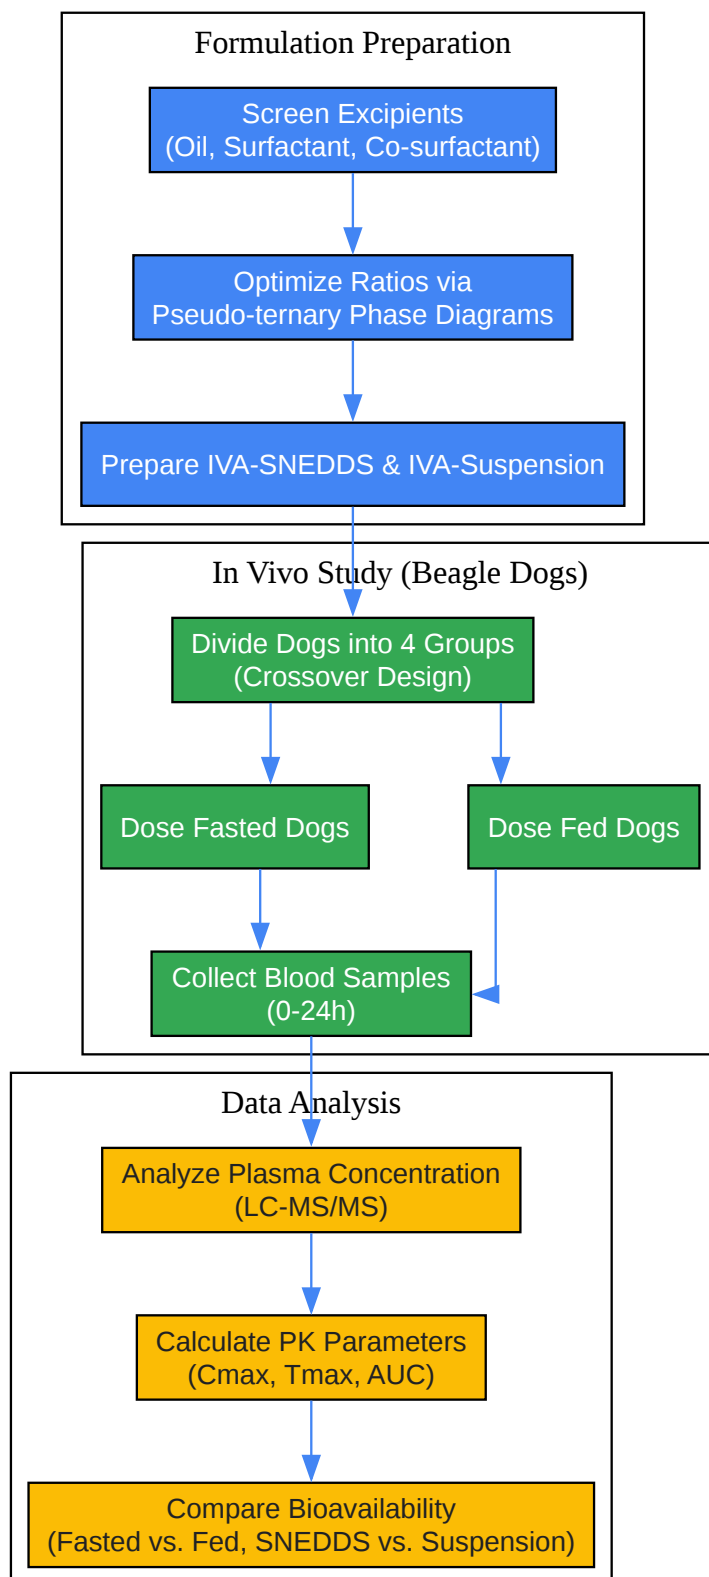 Formulation Preparation
Screen Excipients
(Oil, Surfactant, Co-surfactant)
Optimize Ratios via
Pseudo-ternary Phase Diagrams
Prepare IVA-SNEDDS & IVA-Suspension
In Vivo Study (Beagle Dogs)
Divide Dogs into 4 Groups
(Crossover Design)
Dose Fasted Dogs
Dose Fed Dogs
Collect Blood Samples
(0-24h)
Data Analysis
Analyze Plasma Concentration
(LC-MS/MS)
Calculate PK Parameters
(Cmax, Tmax, AUC)
Compare Bioavailability
(Fasted vs. Fed, SNEDDS vs. Suspension)